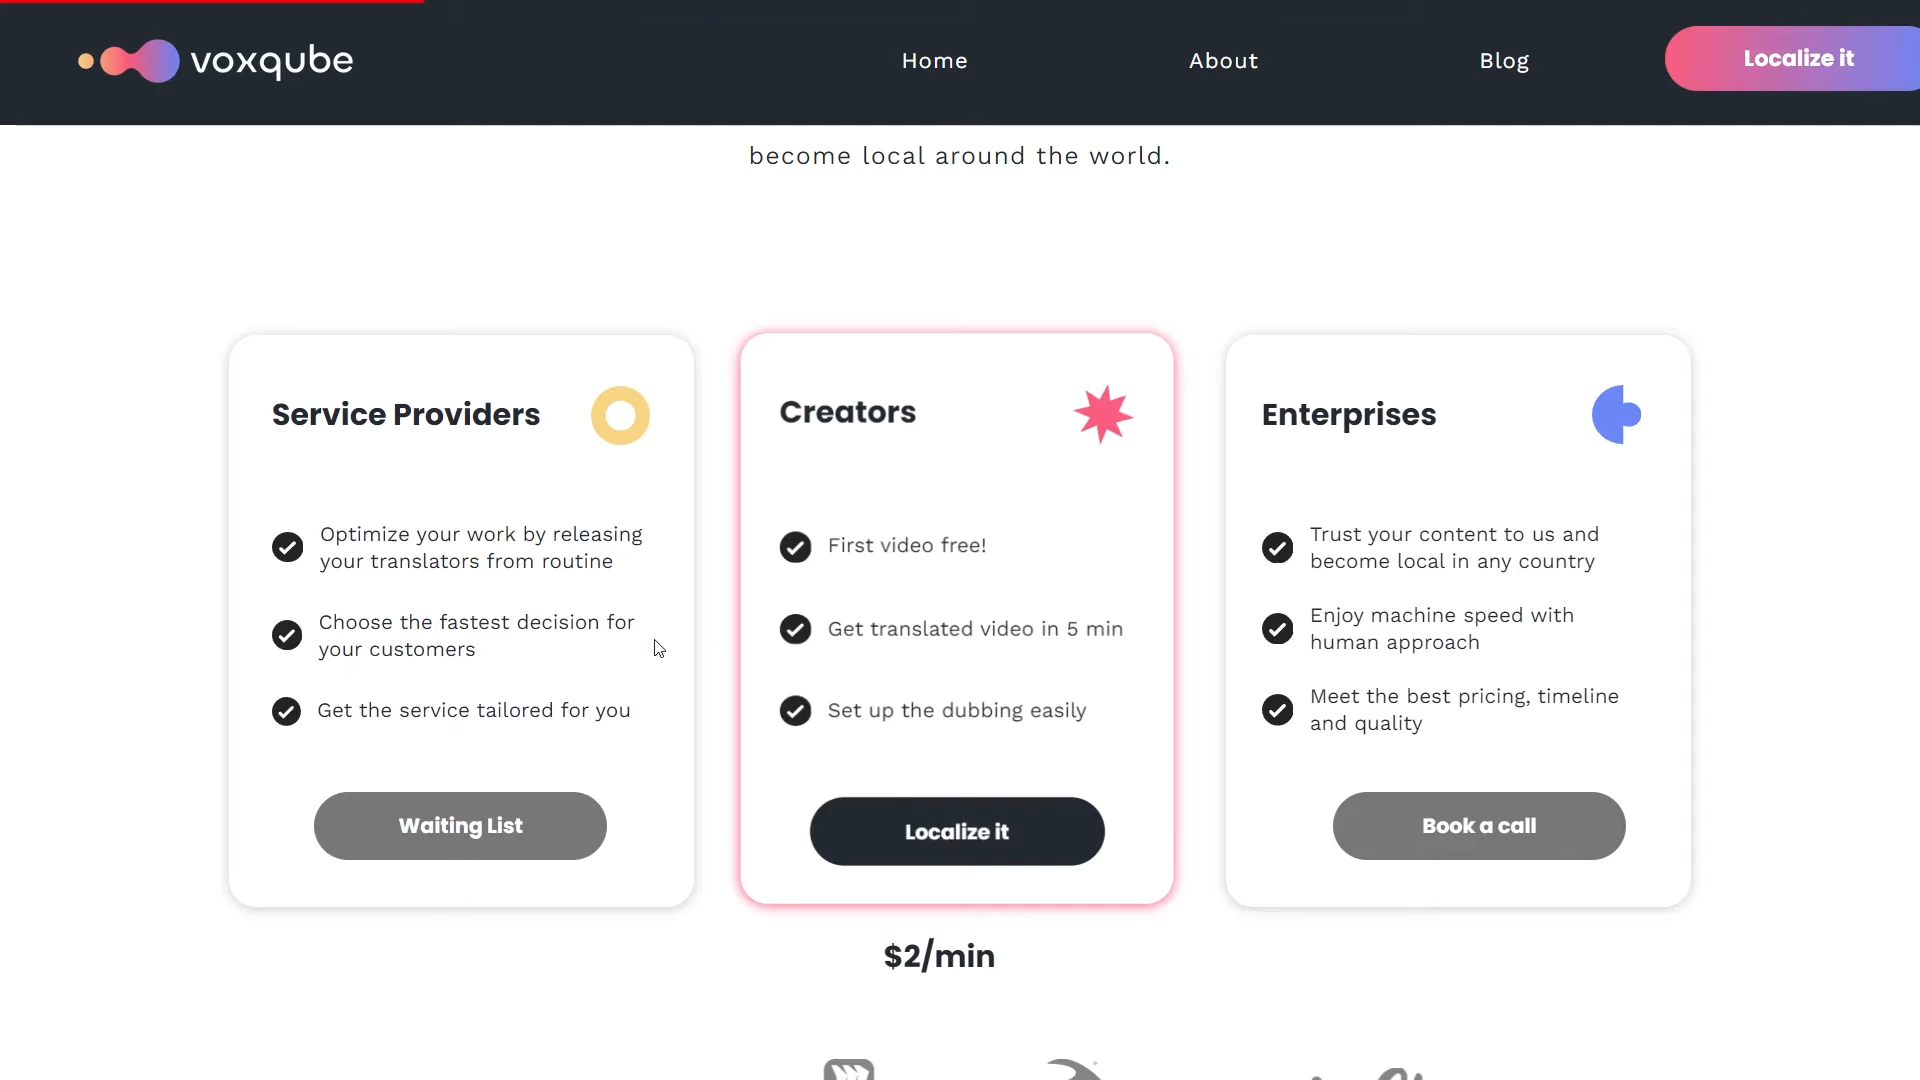 voxqube
Home
About
Blog
Localize it
become local around the world.
Service Providers
Optimize your work by releasing
your translators from routine
Choose the fastest decision for
your customers
Get the service tailored for you
Waiting List
Creators
First video free!
Get translated video in 5 min
Set up the dubbing easily
Localize it
$2/min
Enterprises
Trust your content to us and
become local in any country
Enjoy machine speed with
human approach
Meet the best pricing, timeline
and quality
Book a call